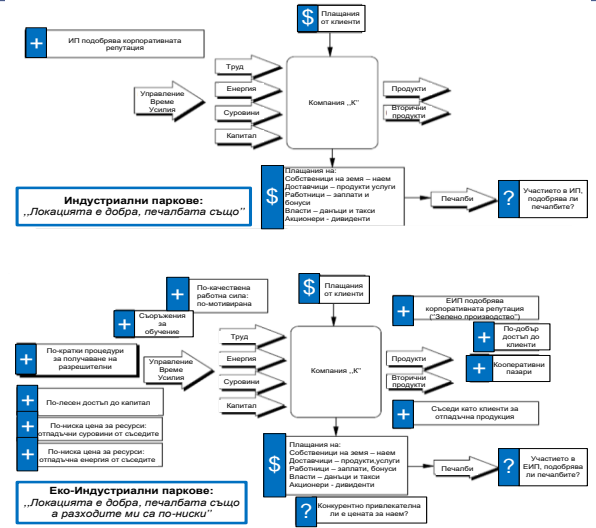 $
Плащания
от клиенти
+
ИП подобрява корпоративната
репутация
Труд
Енергия
Суровини
Капитал
Управление
Време
Усилия
Компания ,,К"
Продукти
Вторични
продукти
$
Плащания на:
Собственици на земя – наем
Доставчици – продукти услуги
Работници – заплати и
бонуси
Власти – данъци и такси
Акционери - дивиденти
Печалби
?
Участието в ИП,
подобрява ли
печалбите?
Индустриални паркове:
,,Локацията е добра, печалбата също"
+
По-качествена
работна сила:
по-мотивирана
$
Плащания
от клиенти
+
Съоръжения
за
обучение
+
ЕИП подобрява
корпоративната репутация
("Зелено производство")
+
По-добър
достъп до
клиенти
+
По-кратки процедури
за получаване на
разрешителни
Управление
Време
Усилия
Труд
Енергия
Суровини
Капитал
Компания ,,К"
Продукти
Вторични
продукти
+
Кооперативни
пазари
+
По-лесен достъп до капитал
+
Съседи като клиенти за
отпадъчна продукция
+
По-ниска цена за ресурси:
отпадъчни суровини от съседите
+
По-ниска цена за ресурси:
отпадъчна енергия от съседите
$
Плащания на:
Собственици на земя – наем
Доставчици – продукти,услуги
Работници – заплати, бонуси
Власти – данъци и такси
Акционери - дивиденти
Печалби
?
Участието в
ЕИП, подобрява
ли печалбите?
Еко-Индустриални паркове:
,,Локацията е добра, печалбата също
а разходите ми са по-ниски"
?
Конкурентно привлекателна
ли е цената за наем?